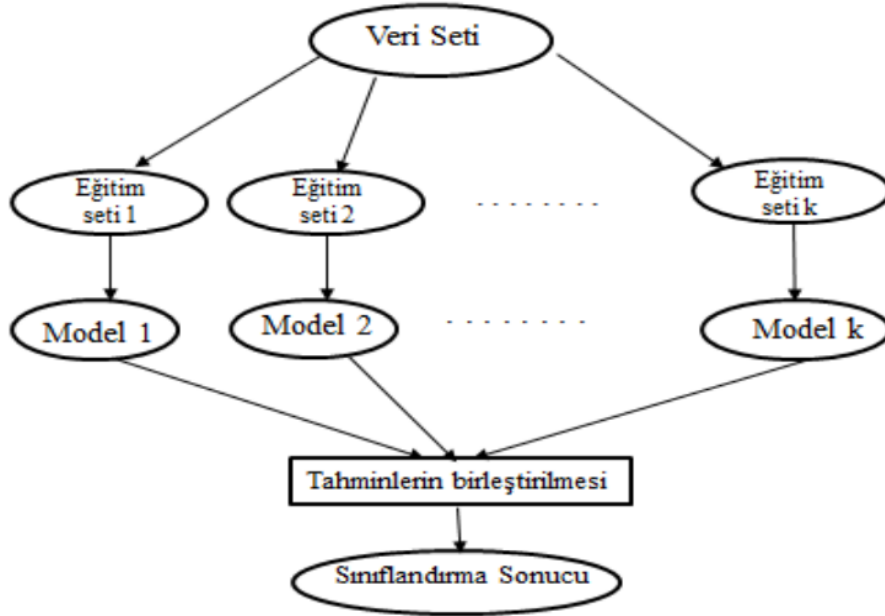 Veri Seti
Eğitim
seti 1
Eğitim
seti 2
- - - - - - - -
Eğitim
seti k
Model 1
Model 2
- - - - - - - -
Model k
Tahminlerin birleştirilmesi
Sınıflandırma Sonucu